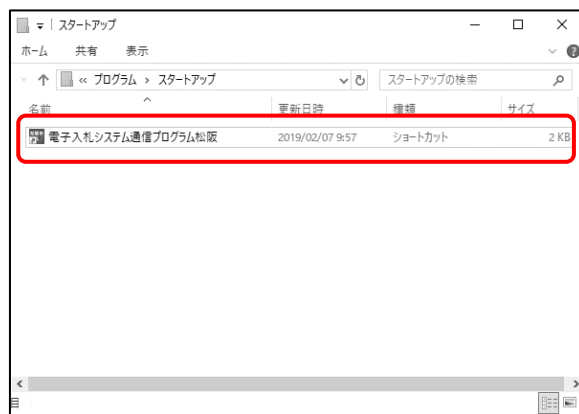 スタートアップ
ホーム 共有 表示
« プログラム › スタートアップ スタートアップの検索
名前 更新日時 種類 サイズ
電子入札システム通信プログラム松阪 2019/02/07 9:57 ショートカット 2 KB